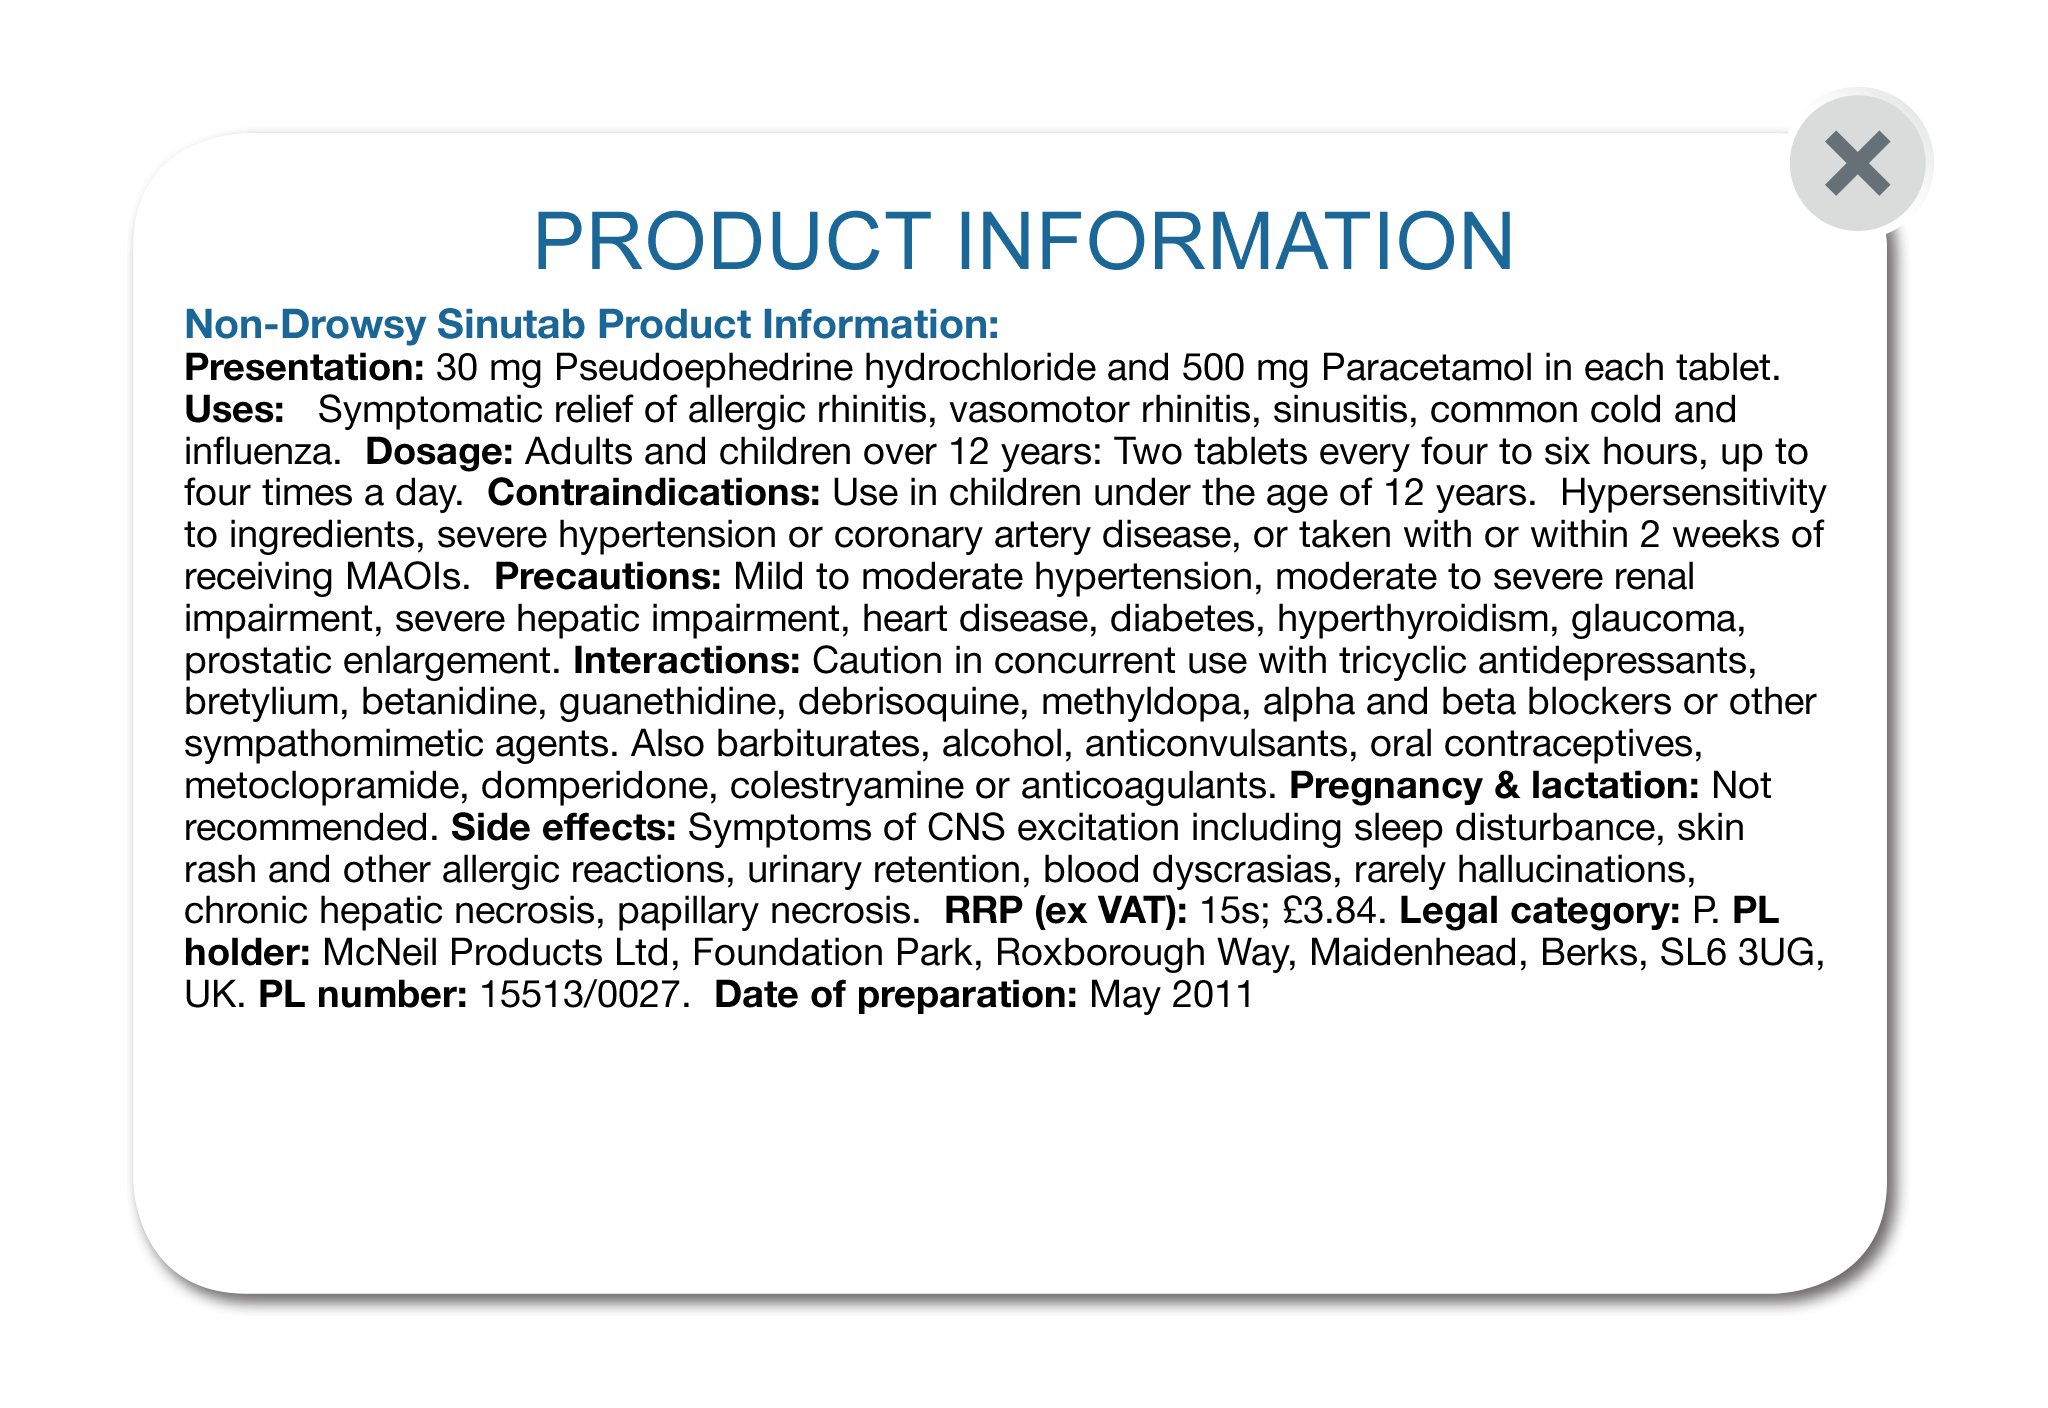 PRODUCT INFORMATION
Non-Drowsy Sinutab Product Information:
Presentation: 30 mg Pseudoephedrine hydrochloride and 500 mg Paracetamol in each tablet.
Uses:   Symptomatic relief of allergic rhinitis, vasomotor rhinitis, sinusitis, common cold and
influenza.  Dosage: Adults and children over 12 years: Two tablets every four to six hours, up to
four times a day.  Contraindications: Use in children under the age of 12 years.  Hypersensitivity
to ingredients, severe hypertension or coronary artery disease, or taken with or within 2 weeks of
receiving MAOIs.  Precautions: Mild to moderate hypertension, moderate to severe renal
impairment, severe hepatic impairment, heart disease, diabetes, hyperthyroidism, glaucoma,
prostatic enlargement. Interactions: Caution in concurrent use with tricyclic antidepressants,
bretylium, betanidine, guanethidine, debrisoquine, methyldopa, alpha and beta blockers or other
sympathomimetic agents. Also barbiturates, alcohol, anticonvulsants, oral contraceptives,
metoclopramide, domperidone, colestryamine or anticoagulants. Pregnancy & lactation: Not
recommended. Side effects: Symptoms of CNS excitation including sleep disturbance, skin
rash and other allergic reactions, urinary retention, blood dyscrasias, rarely hallucinations,
chronic hepatic necrosis, papillary necrosis.  RRP (ex VAT): 15s; £3.84. Legal category: P. PL
holder: McNeil Products Ltd, Foundation Park, Roxborough Way, Maidenhead, Berks, SL6 3UG,
UK. PL number: 15513/0027.  Date of preparation: May 2011